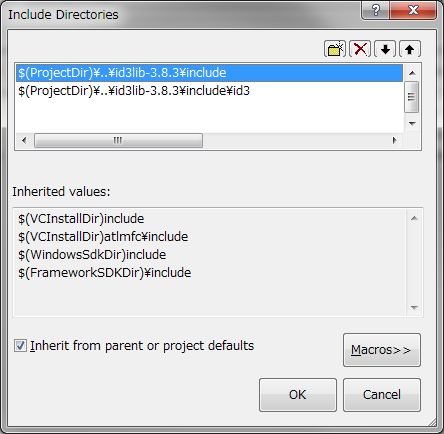 Include Directories
$(ProjectDir)¥..¥id3lib-3.8.3¥include
$(ProjectDir)¥..¥id3lib-3.8.3¥include¥id3
Inherited values:
$(VCInstallDir)include
$(VCInstallDir)atlmfc¥include
$(WindowsSdkDir)include
$(FrameworkSDKDir)¥include
Inherit from parent or project defaults
Macros>>
OK
Cancel